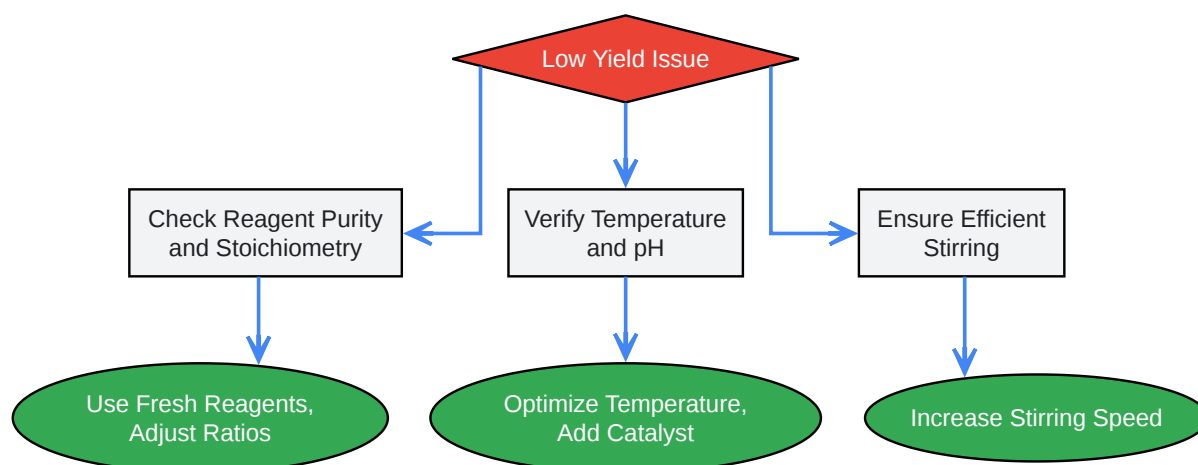 Low Yield Issue
Check Reagent Purity
and Stoichiometry
Verify Temperature
and pH
Ensure Efficient
Stirring
Use Fresh Reagents,
Adjust Ratios
Optimize Temperature,
Add Catalyst
Increase Stirring Speed